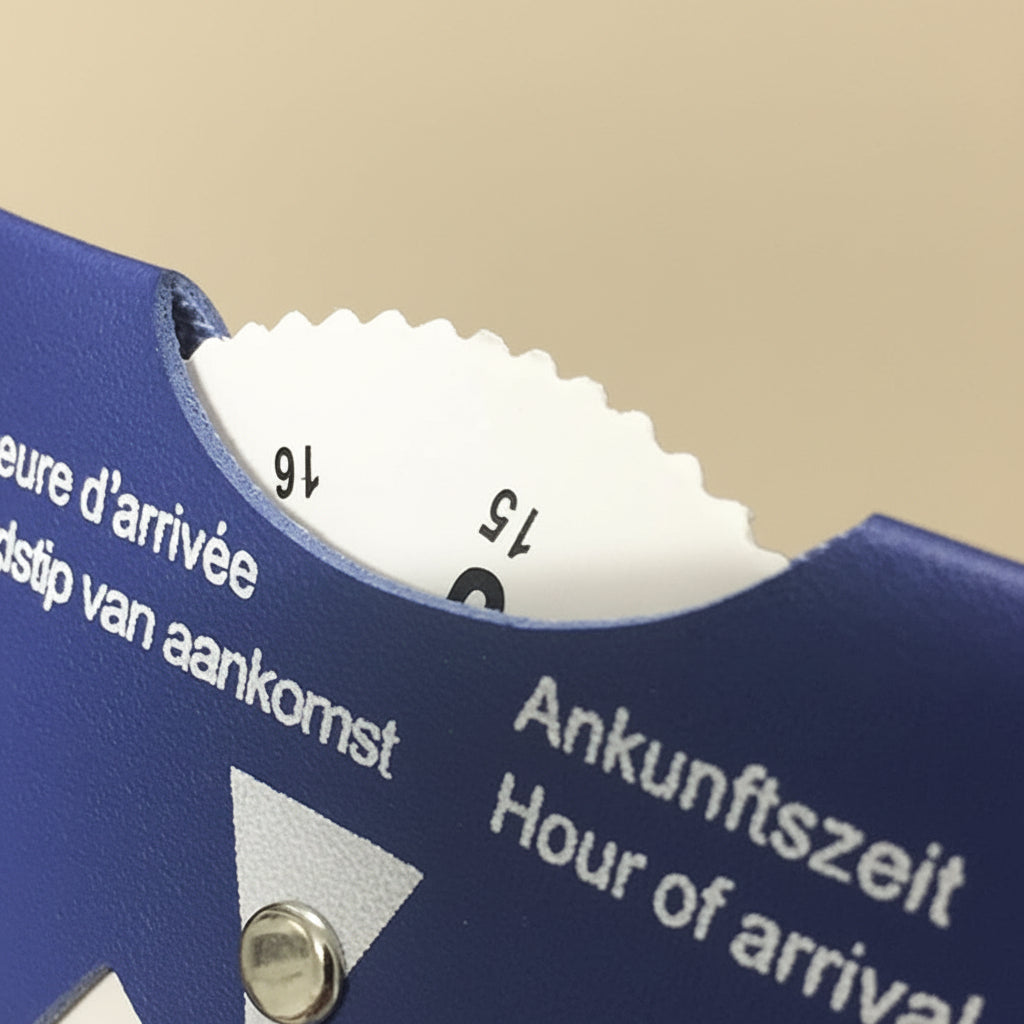 16
15
eure d'arrivée
dstip van aankomst
Ankunftszeit
Hour of arrival